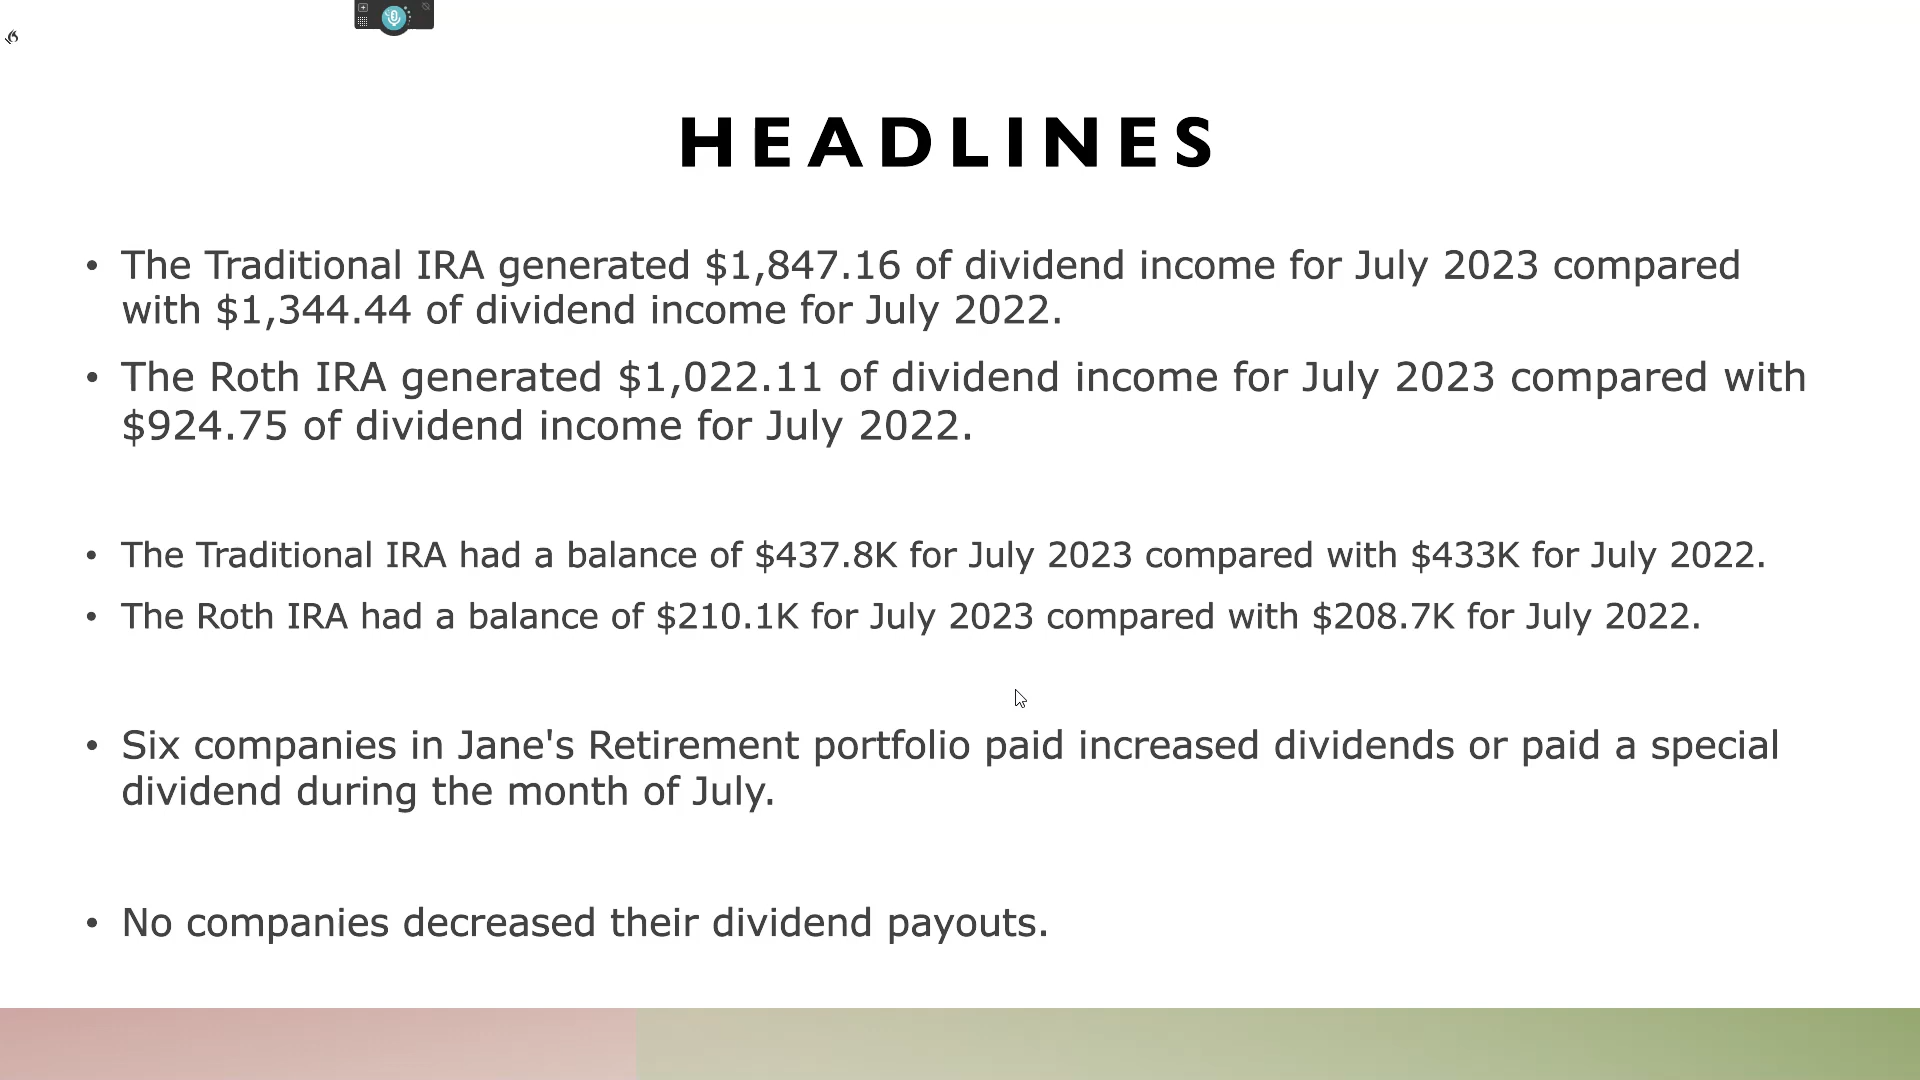 HEADLINES
• The Traditional IRA generated $1,847.16 of dividend income for July 2023 compared
with $1,344.44 of dividend income for July 2022.
• The Roth IRA generated $1,022.11 of dividend income for July 2023 compared with
$924.75 of dividend income for July 2022.
• The Traditional IRA had a balance of $437.8K for July 2023 compared with $433K for July 2022.
• The Roth IRA had a balance of $210.1K for July 2023 compared with $208.7K for July 2022.
• Six companies in Jane's Retirement portfolio paid increased dividends or paid a special
dividend during the month of July.
• No companies decreased their dividend payouts.